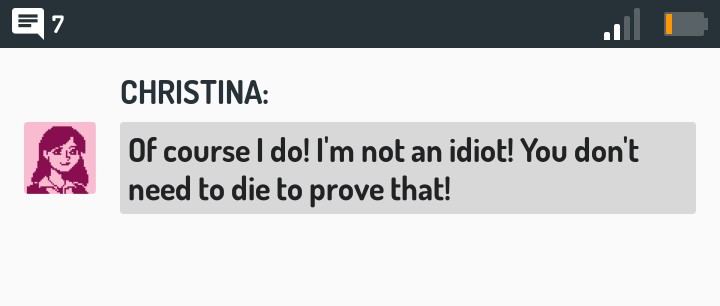 7
CHRISTINA:
Of course I do! I'm not an idiot! You don't
need to die to prove that!